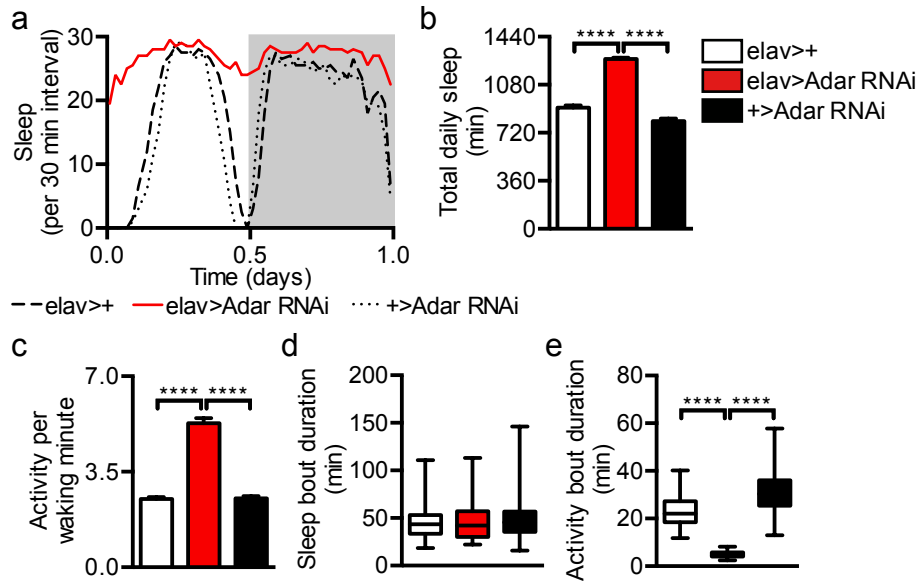 a
30
20
10
0
Sleep
(per 30 min interval)
0.0
0.5
1.0
Time (days)
elav>+
elav>Adar RNAi
+>Adar RNAi
b
1440
1080
720
360
0
Total daily sleep
(min)
**** ****
elav>+
elav>Adar RNAi
+>Adar RNAi
c
7.0
3.5
0.0
Activity per
waking minute
**** ****
d
200
150
100
50
0
Sleep bout duration
(min)
e
80
60
40
20
0
Activity bout duration
(min)
**** ****